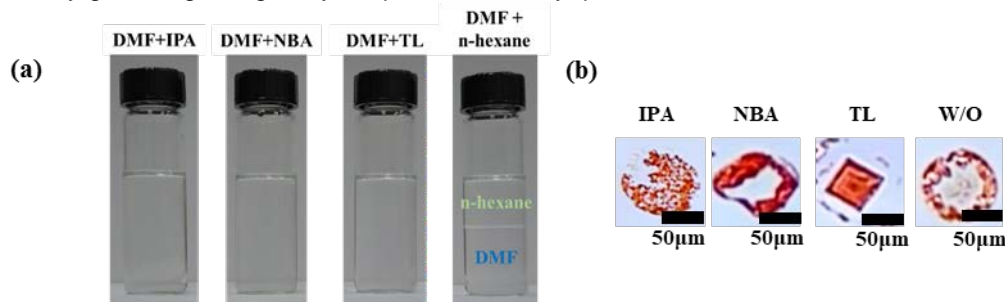 (a)
DMF+IPA
DMF+NBA
DMF+TL
DMF +
n-hexane
n-hexane
DMF
(b)
IPA
NBA
TL
W/O
50μm
50μm
50μm
50μm